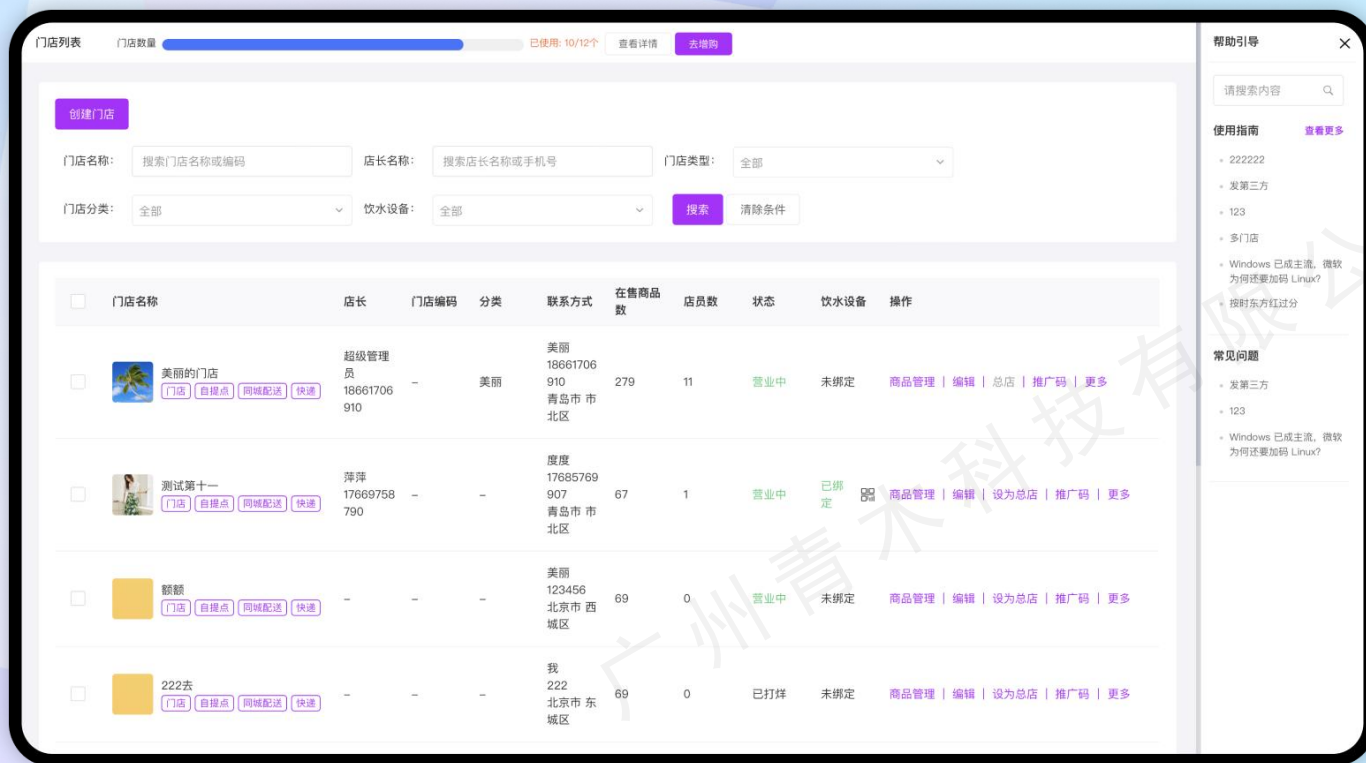 门店列表 门店数量 已使用: 10/12个 查看详情 去增购
创建门店
门店名称: 搜索门店名称或编码 店长名称: 搜索店长名称或手机号 门店类型: 全部
门店分类: 全部 饮水设备: 全部 搜索 清除条件
门店名称 店长 门店编码 分类 联系方式 在售商品
数 店员数 状态 饮水设备 操作
美丽的门店
门店 自提点 同城配送 快递
超级管理
员
18661706
910
–
美丽
美丽
18661706
910
青岛市 市
北区
279
11
营业中
未绑定
商品管理 | 编辑 | 总店 | 推广码 | 更多
测试第十一
门店 自提点 同城配送 快递
萍萍
17669758
790
–
–
度度
17685769
907
青岛市 市
北区
67
1
营业中
已绑
定
商品管理 | 编辑 | 设为总店 | 推广码 | 更多
额额
门店 自提点 同城配送 快递
–
–
–
美丽
123456
北京市 西
城区
69
0
营业中
未绑定
商品管理 | 编辑 | 设为总店 | 推广码 | 更多
222去
门店 自提点 同城配送 快递
–
–
–
我
222
北京市 东
城区
69
0
已打烊
未绑定
商品管理 | 编辑 | 设为总店 | 推广码 | 更多
帮助引导
请搜索内容
使用指南 查看更多
222222
发第三方
123
多门店
Windows 已成主流，微软
为何还要加码 Linux?
按时东方红过分
常见问题
发第三方
123
Windows 已成主流，微软
为何还要加码 Linux?
广州青木科技有限公